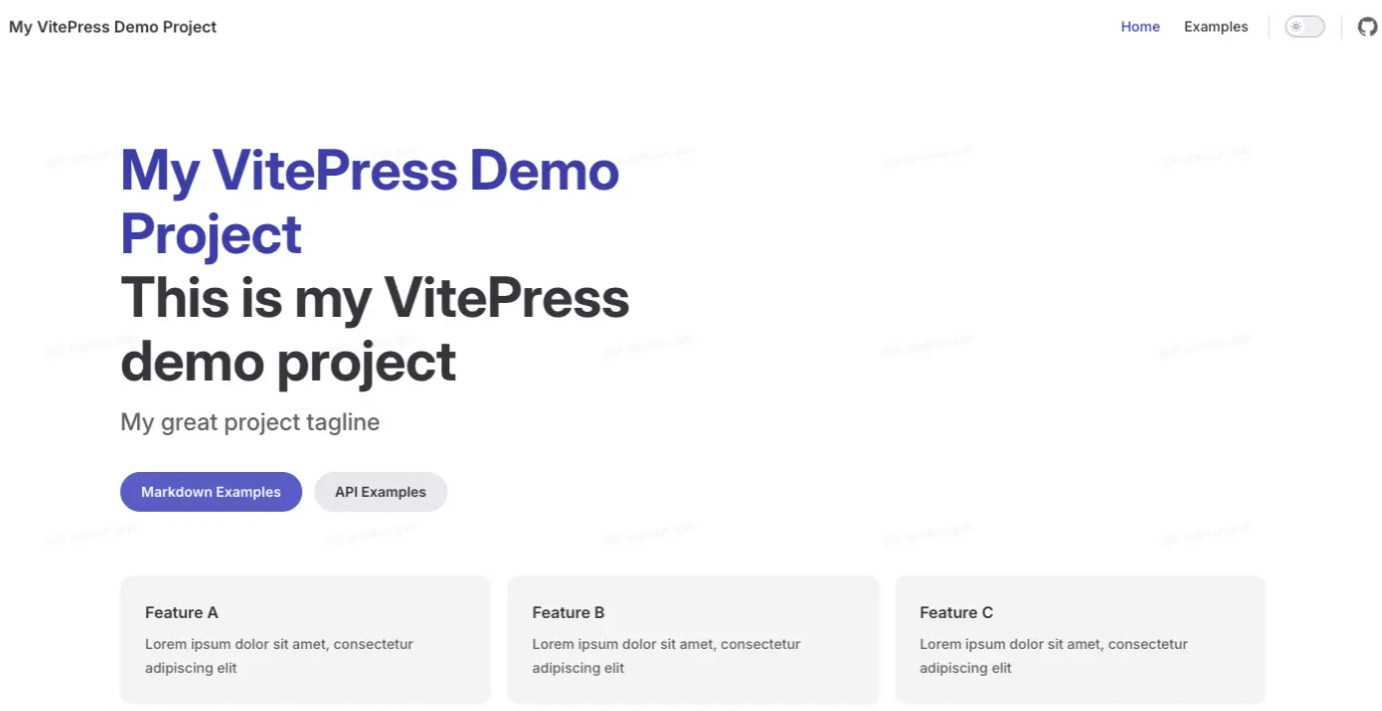 My VitePress Demo Project
Home
Examples
My VitePress Demo
Project
This is my VitePress
demo project
My great project tagline
Markdown Examples
API Examples
Feature A
Lorem ipsum dolor sit amet, consectetur
adipiscing elit
Feature B
Lorem ipsum dolor sit amet, consectetur
adipiscing elit
Feature C
Lorem ipsum dolor sit amet, consectetur
adipiscing elit